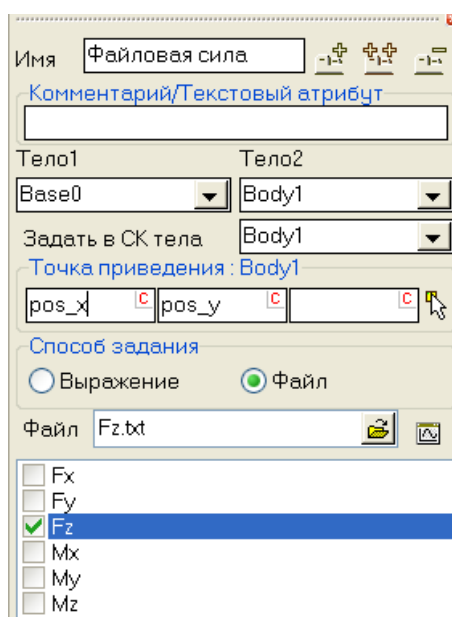 Имя Файловая сила
Комментарий/Текстовый атрибут
Тело1 Тело2
Base0 Body1
Задать в СК тела Body1
Точка приведения : Body1
pos_x C pos_y C C
Способ задания
Выражение Файл
Файл Fz.txt
Fx
Fy
Fz
Mx
My
Mz